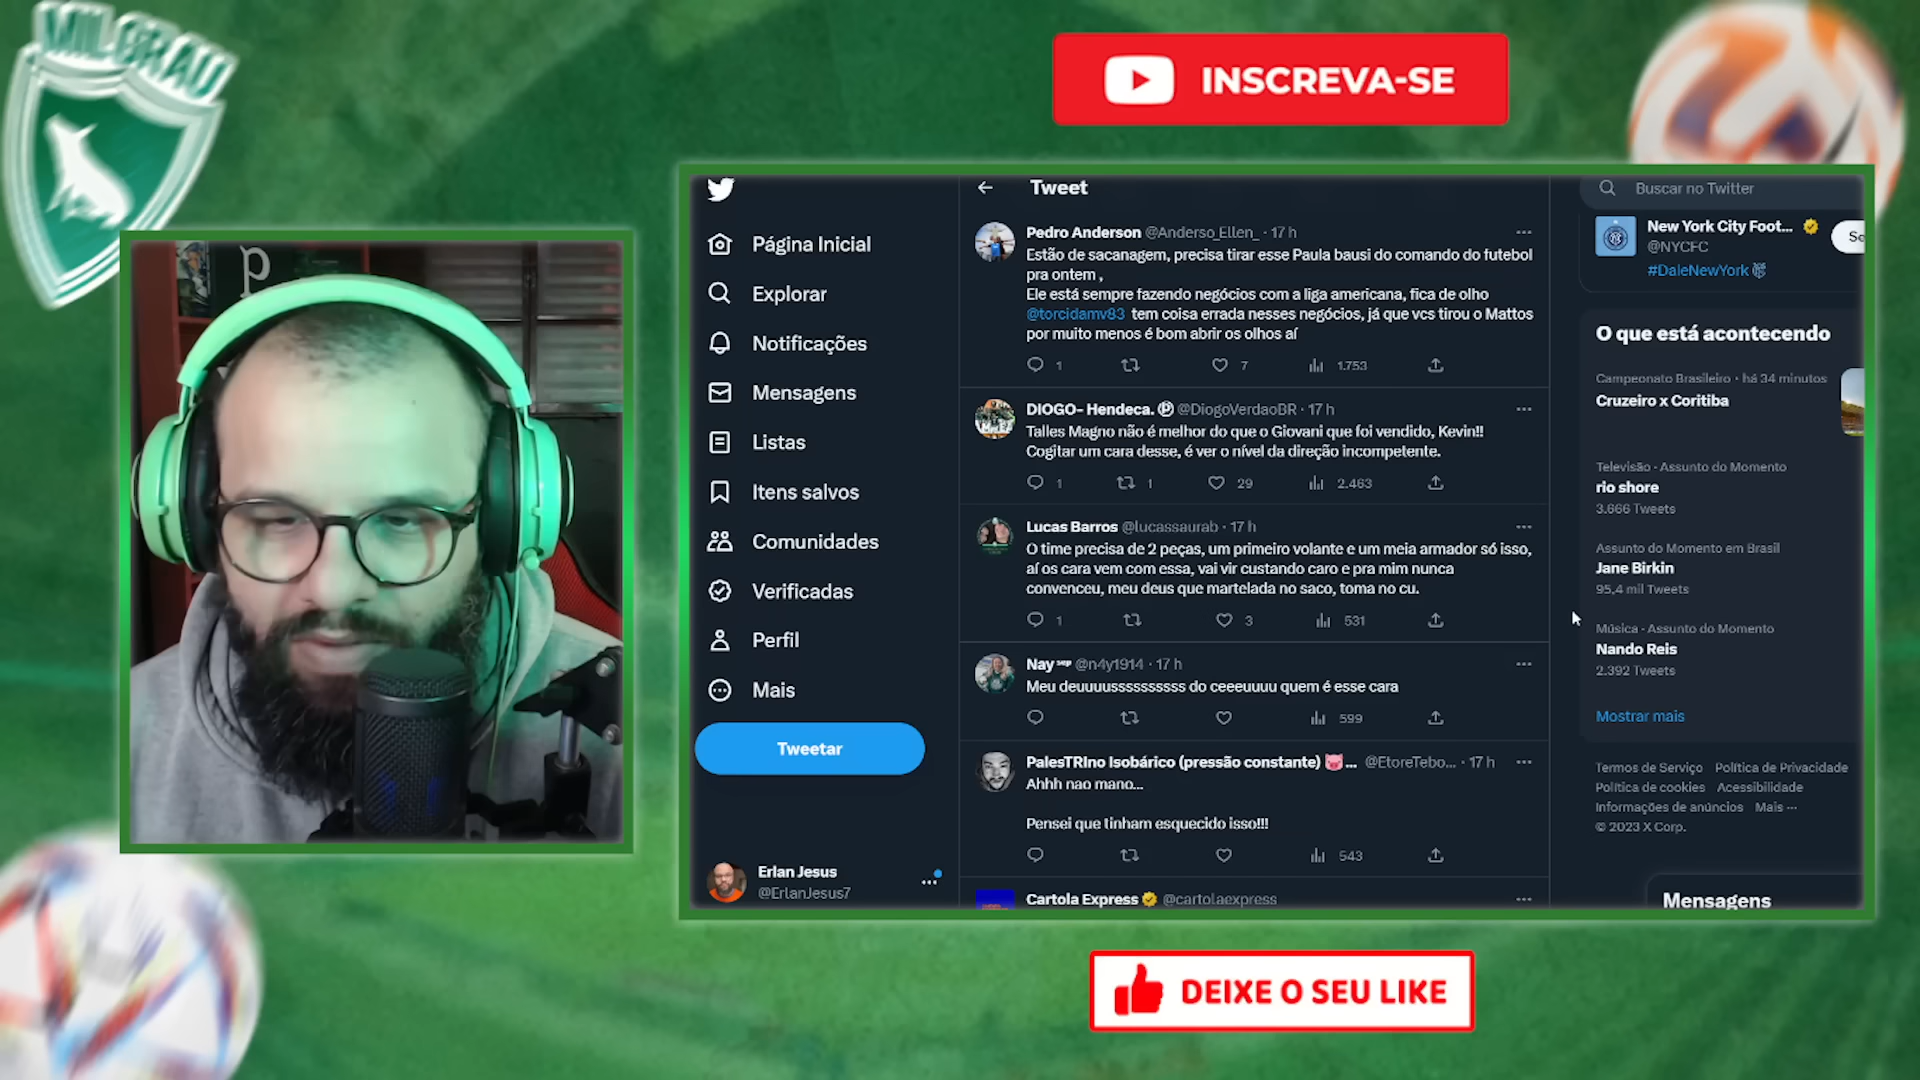 MIL GRAU
INSCREVA-SE
p
Tweet
Buscar no Twitter
Página Inicial
Explorar
Notificações
Mensagens
Listas
Itens salvos
Comunidades
Verificadas
Perfil
Mais
Tweetar
Erlan Jesus
@ErlanJesus7
Pedro Anderson @Anderso_Ellen_ · 17 h
Estão de sacanagem, precisa tirar esse Paula bausi do comando do futebol
pra ontem ,
Ele está sempre fazendo negócios com a liga americana, fica de olho
@torcidamv83 tem coisa errada nesses negócios, já que vcs tirou o Mattos
por muito menos é bom abrir os olhos aí
1 7 1.753
DIOGO- Hendeca. @DiogoVerdaoBR · 17 h
Talles Magno não é melhor do que o Giovani que foi vendido, Kevin!!
Cogitar um cara desse, é ver o nível da direção incompetente.
1 1 29 2.463
Lucas Barros @lucassaurab · 17 h
O time precisa de 2 peças, um primeiro volante e um meia armador só isso,
aí os cara vem com essa, vai vir custando caro e pra mim nunca
convenceu, meu deus que martelada no saco, toma no cu.
1 3 531
Nay @n4y1914 · 17 h
Meu deuuuussssssssss do ceeeuuuu quem é esse cara
599
PalesTRIno Isobárico (pressão constante) 🐷... @EtoreTebo... · 17 h
Ahhh nao mano...
Pensei que tinham esquecido isso!!!
543
Cartola Express @cartolaexpress
New York City Foot...
@NYCFC
#DaleNewYork
Se
O que está acontecendo
Campeonato Brasileiro · há 34 minutos
Cruzeiro x Coritiba
Televisão · Assunto do Momento
rio shore
3.666 Tweets
Assunto do Momento em Brasil
Jane Birkin
95,4 mil Tweets
Música · Assunto do Momento
Nando Reis
2.392 Tweets
Mostrar mais
Termos de Serviço Política de Privacidade
Política de cookies Acessibilidade
Informações de anúncios Mais ···
© 2023 X Corp.
Mensagens
DEIXE O SEU LIKE